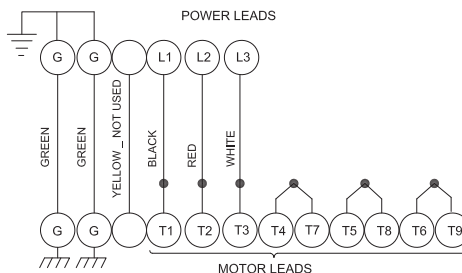 POWER LEADS
G G L1 L2 L3
GREEN
GREEN
YELLOW _ NOT USED
BLACK
RED
WHITE
G G T1 T2 T3 T4 T7 T5 T8 T6 T9
MOTOR LEADS